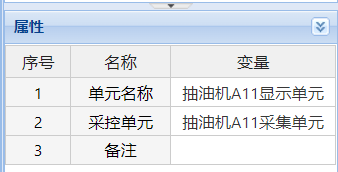 属性
序号 名称 变量
1 单元名称 抽油机A11显示单元
2 采控单元 抽油机A11采集单元
3 备注